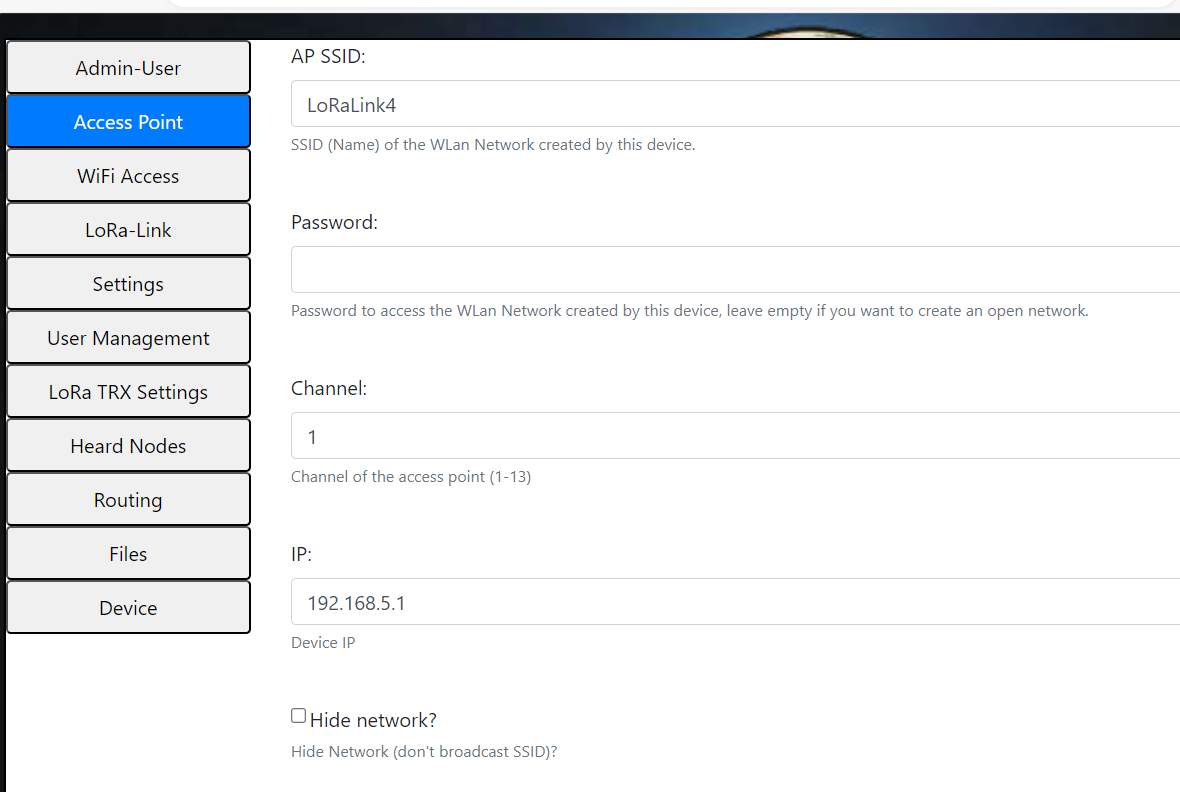 Admin-User
Access Point
WiFi Access
LoRa-Link
Settings
User Management
LoRa TRX Settings
Heard Nodes
Routing
Files
Device
AP SSID:
LoRaLink4
SSID (Name) of the WLan Network created by this device.
Password:
Password to access the WLan Network created by this device, leave empty if you want to create an open network.
Channel:
1
Channel of the access point (1-13)
IP:
192.168.5.1
Device IP
Hide network?
Hide Network (don't broadcast SSID)?